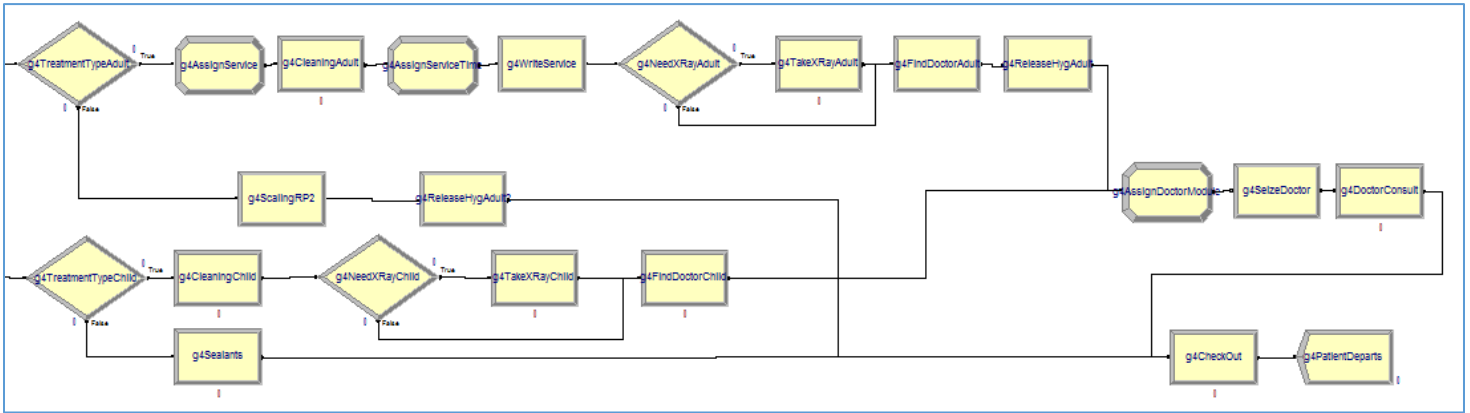 g4TreatmentTypeAdult
True
False
g4AssignService
g4CleaningAdult
g4AssignServiceTime
g4WriteService
g4NeedXRayAdult
True
False
g4TakeXRayAdult
g4FindDoctorAdult
g4ReleaseHygAdult
g4ScalingRP2
g4ReleaseHygAdult2
g4AssignDoctorModule
g4SeizeDoctor
g4DoctorConsult
g4TreatmentTypeChild
True
False
g4CleaningChild
g4NeedXRayChild
True
False
g4TakeXRayChild
g4FindDoctorChild
g4Sealants
g4CheckOut
g4PatientDeparts